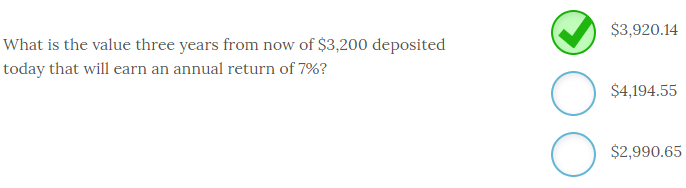 What is the value three years from now of $3,200 deposited
today that will earn an annual return of 7%?
$3,920.14
$4,194.55
$2,990.65